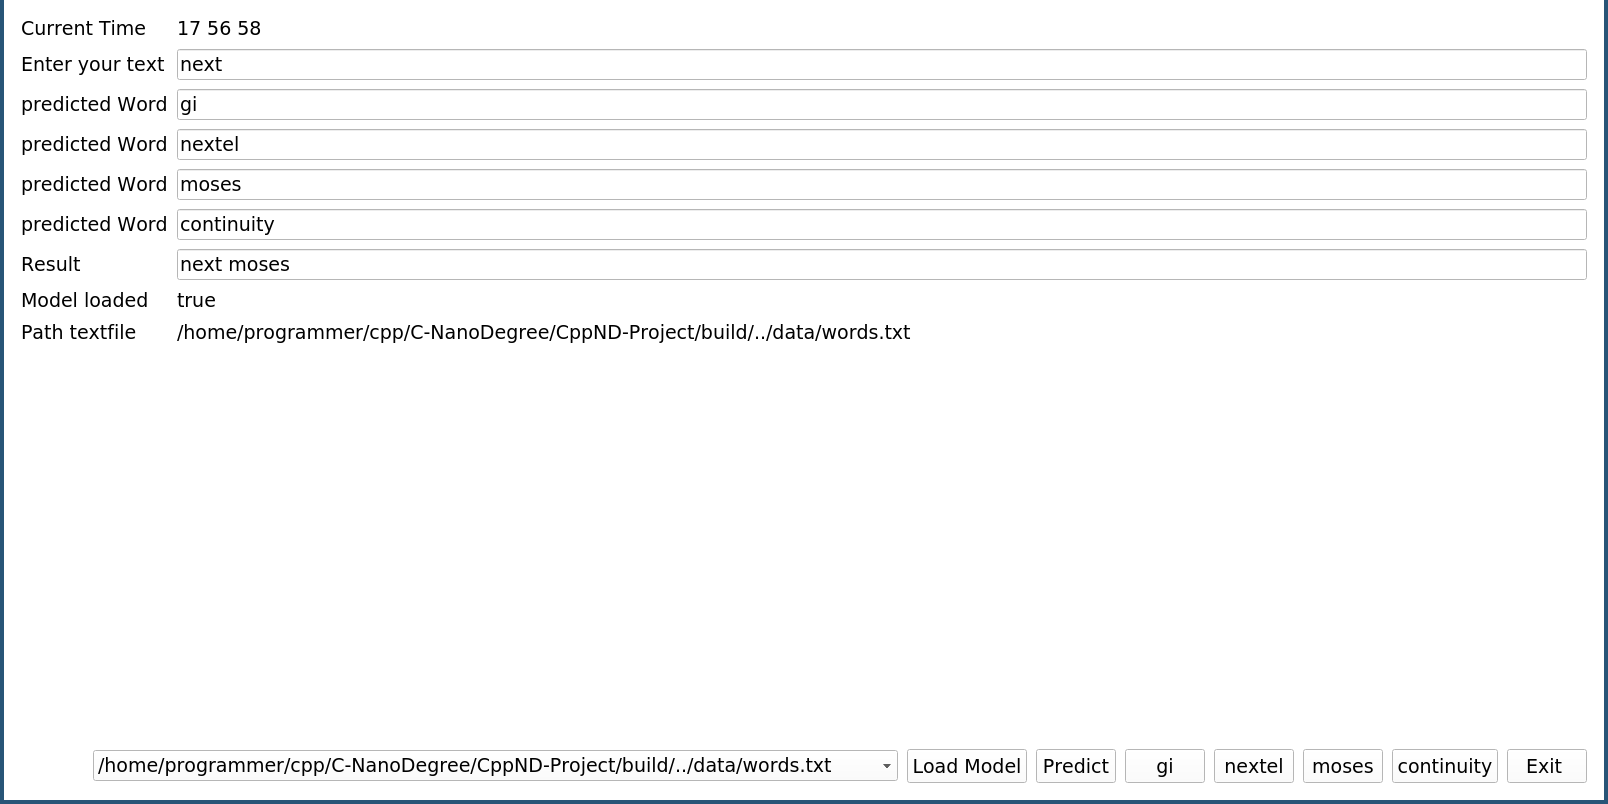 Current Time 17 56 58
Enter your text next
predicted Word gi
predicted Word nextel
predicted Word moses
predicted Word continuity
Result next moses
Model loaded true
Path textfile /home/programmer/cpp/C-NanoDegree/CppND-Project/build/../data/words.txt
/home/programmer/cpp/C-NanoDegree/CppND-Project/build/../data/words.txt Load Model Predict gi nextel moses continuity Exit